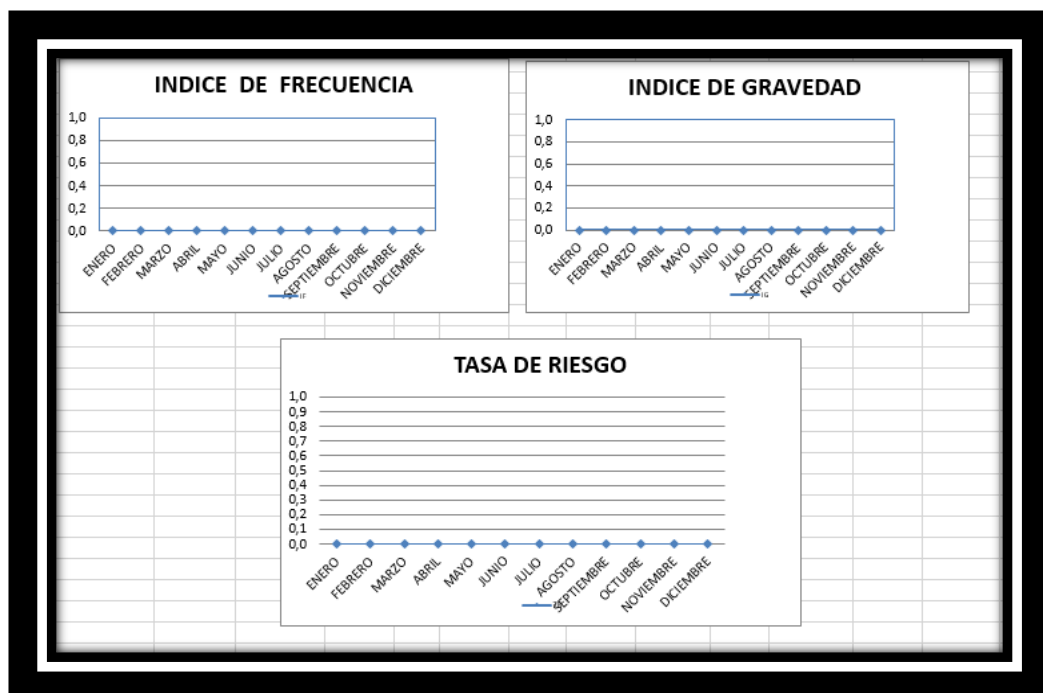 INDICE DE FRECUENCIA
1,0
0,8
0,6
0,4
0,2
0,0
ENERO
FEBRERO
MARZO
ABRIL
MAYO
JUNIO
JULIO
AGOSTO
SEPTIEMBRE
OCTUBRE
NOVIEMBRE
DICIEMBRE
IF
INDICE DE GRAVEDAD
1,0
0,8
0,6
0,4
0,2
0,0
ENERO
FEBRERO
MARZO
ABRIL
MAYO
JUNIO
JULIO
AGOSTO
SEPTIEMBRE
OCTUBRE
NOVIEMBRE
DICIEMBRE
IG
TASA DE RIESGO
1,0
0,9
0,8
0,7
0,6
0,5
0,4
0,3
0,2
0,1
0,0
ENERO
FEBRERO
MARZO
ABRIL
MAYO
JUNIO
JULIO
AGOSTO
SEPTIEMBRE
OCTUBRE
NOVIEMBRE
DICIEMBRE